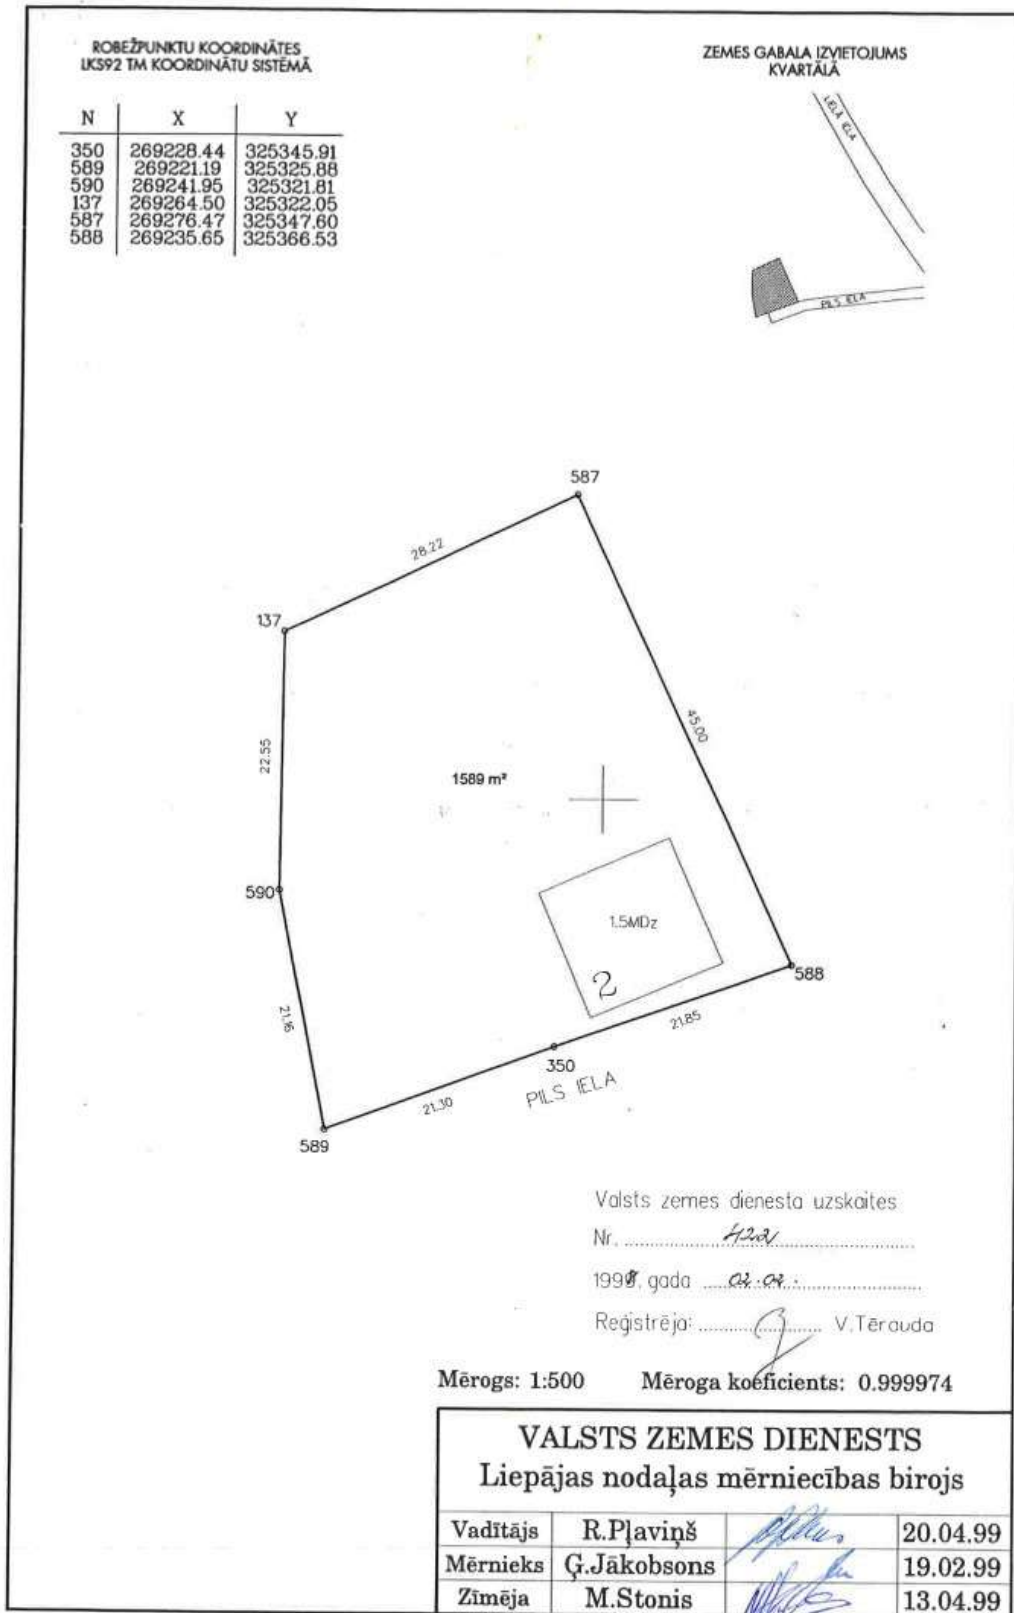 ROBEŽPUNKTU KOORDINĀTES
LKS92 TM KOORDINĀTU SISTĒMĀ
N X Y
350 269228.44 325345.91
589 269221.19 325325.88
590 269241.95 325321.81
137 269264.50 325322.05
587 269276.47 325347.60
588 269235.65 325366.53
ZEMES GABALA IZVIETOJUMS
KVARTĀLĀ
LIELĀ IELA
PILS IELA
587
28.22
137
45.00
22.55
1589 m²
590
1.5MDz
588
2
21.16
21.85
350
PILS IELA
21.30
589
Valsts zemes dienesta uzskaites
Nr. 422
gada 02.02.
Reģistrēja: V.Tērauda
Mērogs: 1:500 Mēroga koeficients: 0.999974
VALSTS ZEMES DIENESTS
Liepājas nodaļas mērniecības birojs
Vadītājs R.Pļaviņš 20.04.99
Mērnieks Ģ.Jākobsons 19.02.99
Zīmēja M.Stonis 13.04.99